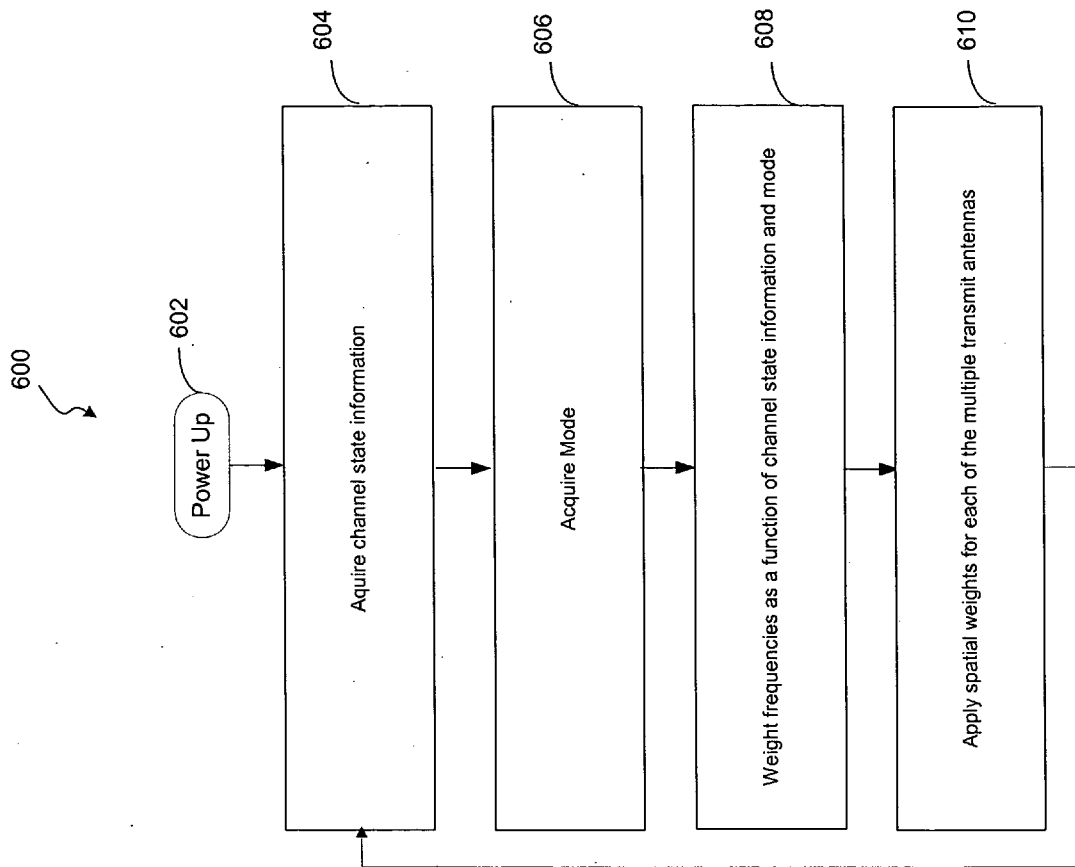 600
Power Up
602
Aquire channel state information
604
Acquire Mode
606
Weight frequencies as a function of channel state information and mode
608
Apply spatial weights for each of the multiple transmit antennas
610